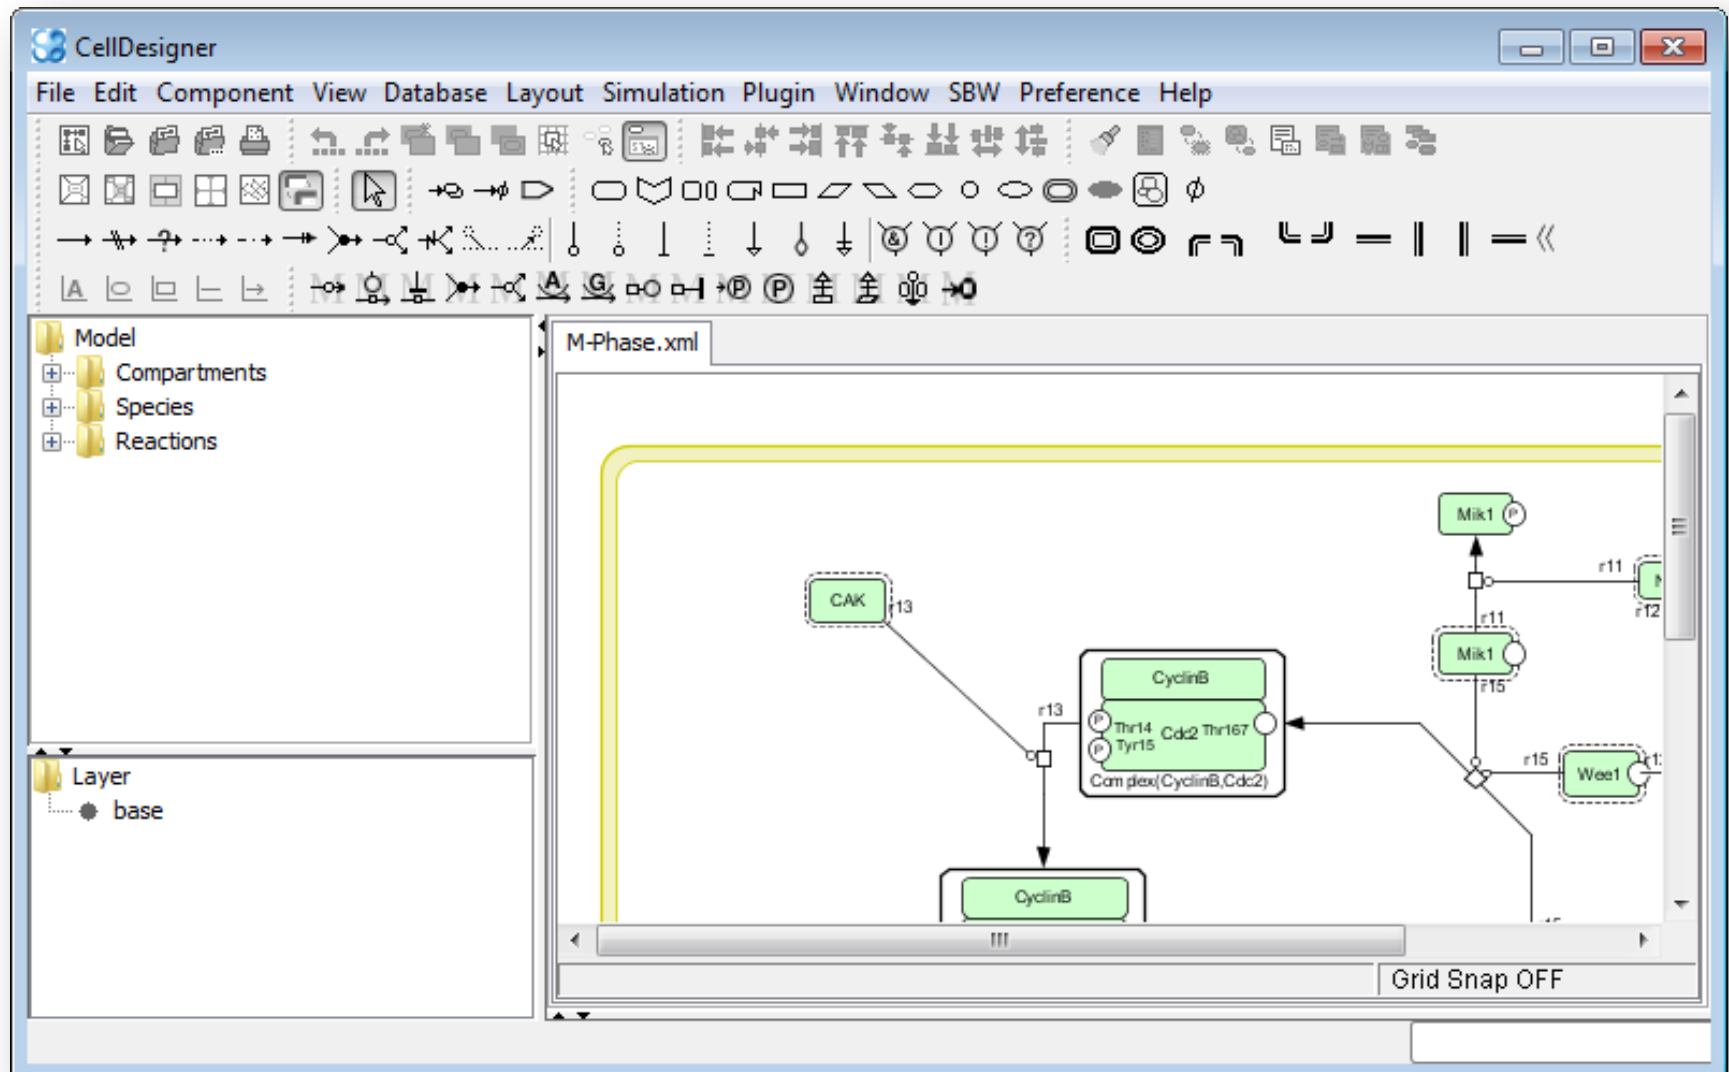 CellDesigner
File Edit Component View Database Layout Simulation Plugin Window SBW Preference Help
Model
Compartments
Species
Reactions
Layer
base
M-Phase.xml
Mik1 P
r11
r12
r11
CAK
r13
Mik1
r15
CyclinB
r13
P Thr14 Cdc2 Thr167
P Tyr15
Complex(CyclinB,Cdc2)
r15
Wee1
CyclinB
Grid Snap OFF